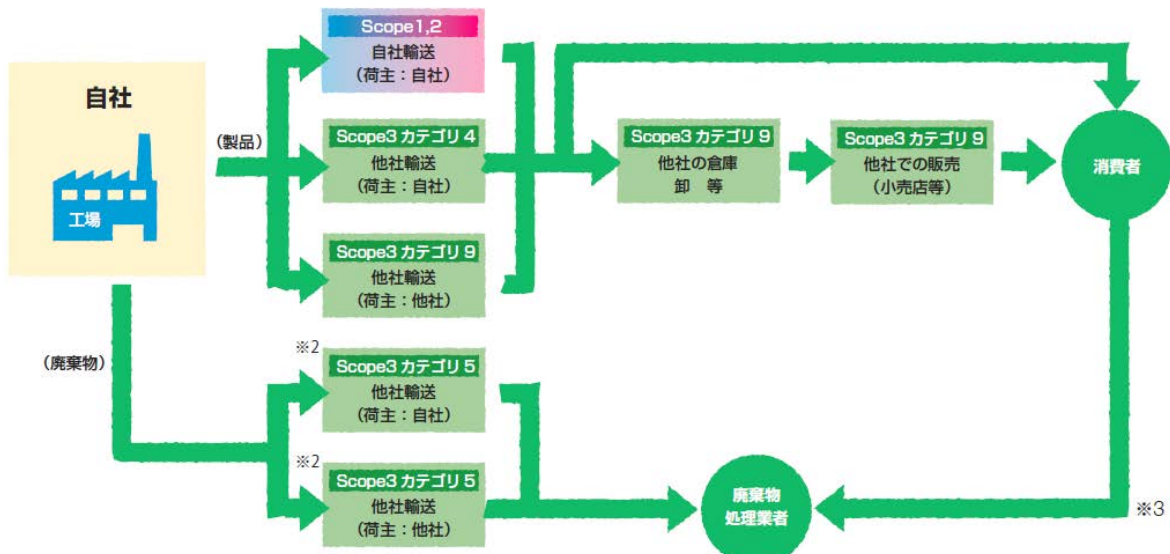 自社
工場
(製品)
Scope1,2
自社輸送
(荷主：自社)
Scope3 カテゴリ 4
他社輸送
(荷主：自社)
Scope3 カテゴリ 9
他社輸送
(荷主：他社)
Scope3 カテゴリ 9
他社の倉庫
卸　等
Scope3 カテゴリ 9
他社での販売
(小売店等)
消費者
(廃棄物)
※2
Scope3 カテゴリ 5
他社輸送
(荷主：自社)
※2
Scope3 カテゴリ 5
他社輸送
(荷主：他社)
廃棄物
処理業者
※3